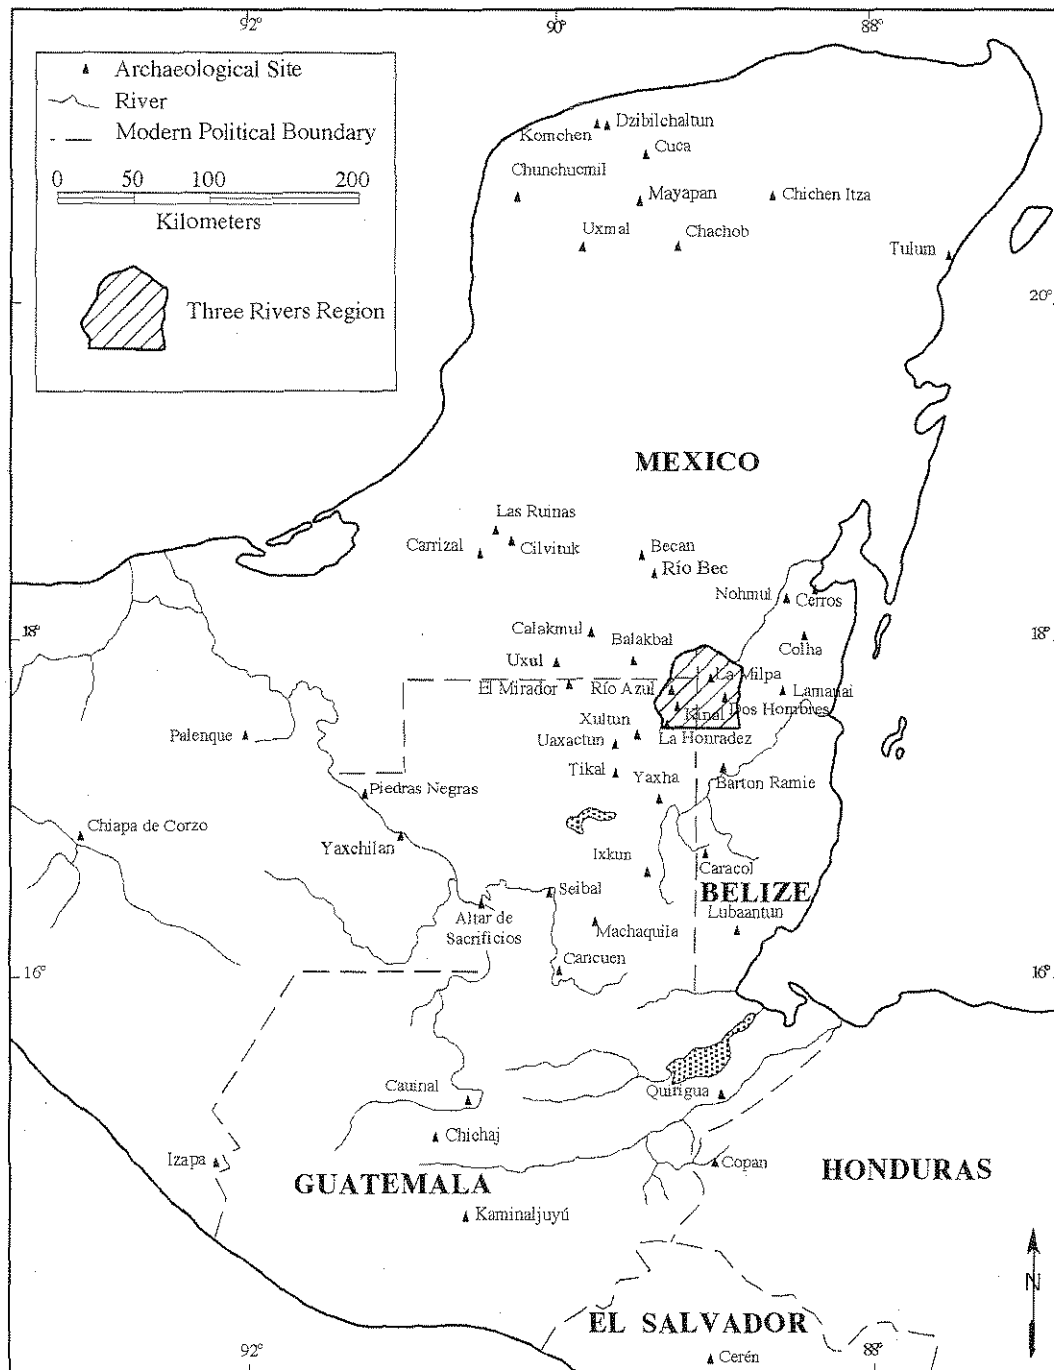 92°
90°
88°
Archaeological Site
River
Modern Political Boundary
0 50 100 200
Kilometers
Three Rivers Region
Komchen
Dzibilchaltun
Cuca
Chunchucmil
Mayapan
Chichen Itza
Uxmal
Chachob
Tulum
20°
MEXICO
Las Ruinas
Carrizal
Cilvituk
Becan
Río Bec
Nohmul
Cerros
18°
Calakmul
Balakbal
Colha
18°
Uxul
La Milpa
El Mirador
Río Azul
Lamanai
Kinal
Dos Hombres
Xultun
La Honradez
Palenque
Uaxactun
Tikal
Yaxha
Barton Ramie
Piedras Negras
Chiapa de Corzo
Yaxchilan
Ixkun
Caracol
Seibal
BELIZE
Altar de
Sacrificios
Lubaantun
Machaquila
Cancuen
16°
16°
Cauinal
Quirigua
Chichaj
Izapa
Copan
GUATEMALA
HONDURAS
Kaminaljuyú
N
EL SALVADOR
92°
88°
Cerén